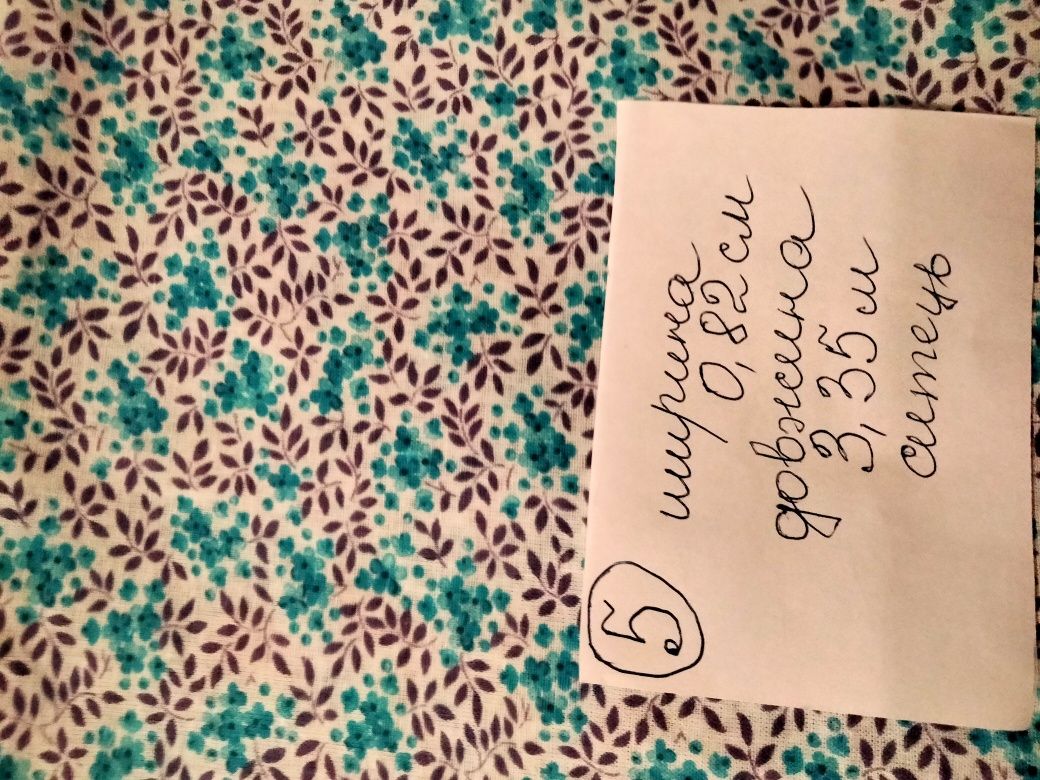 5
ширина
0,82 см
довжина
3,35 м
ситець